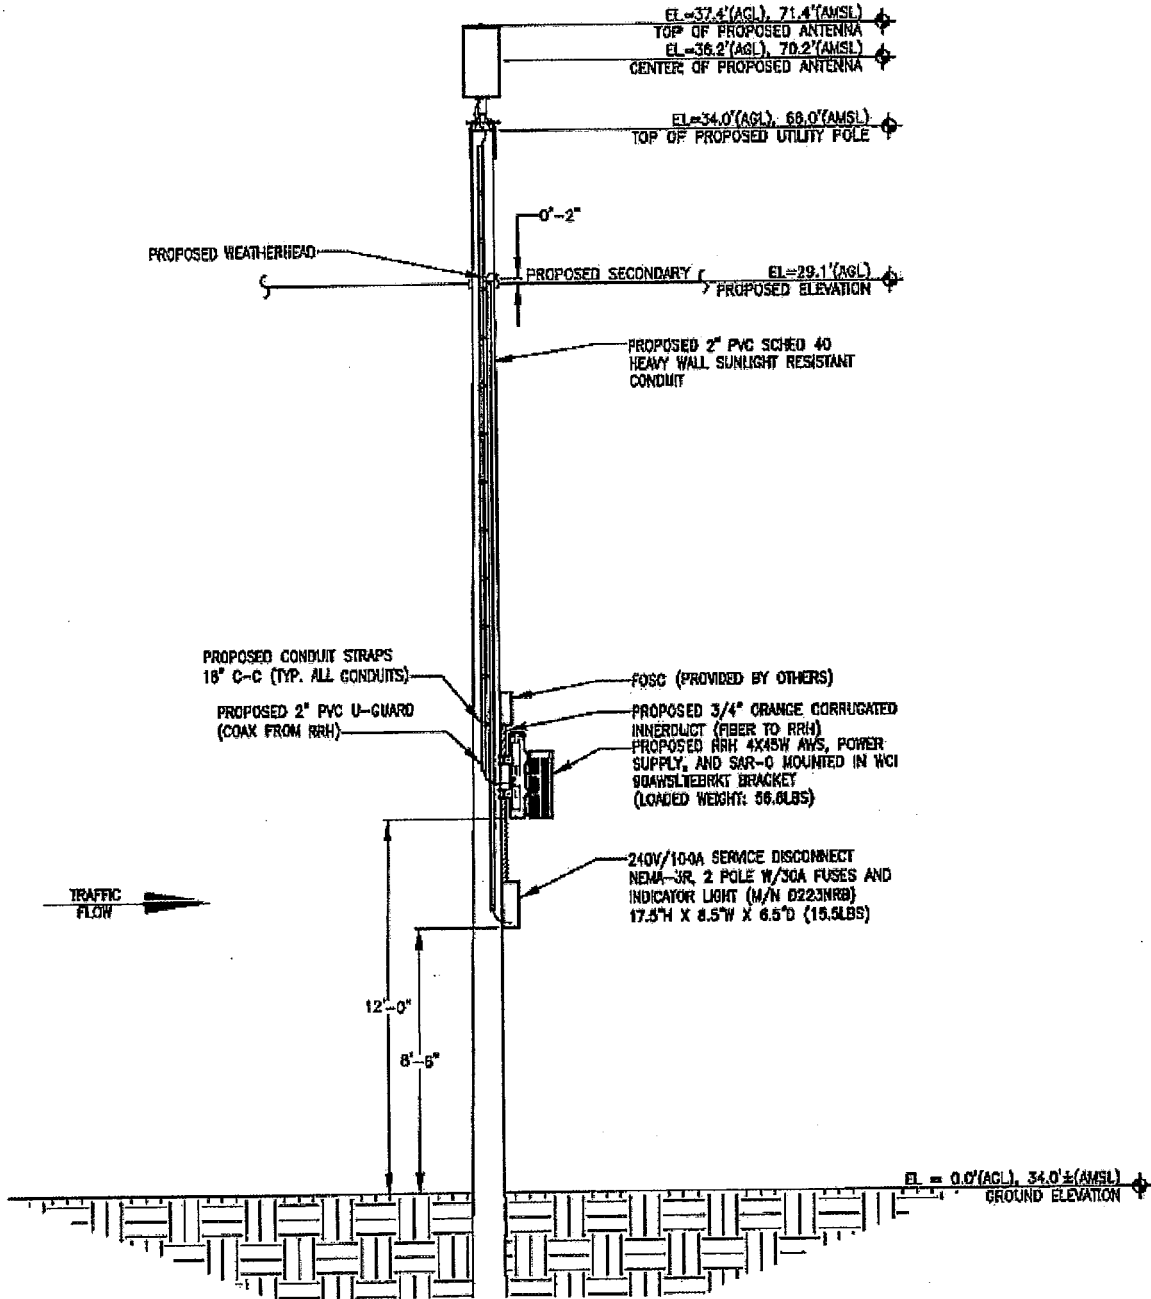 EL=37.4'(AGL), 71.4'(AMSL)
TOP OF PROPOSED ANTENNA
EL=36.2'(AGL), 70.2'(AMSL)
CENTER OF PROPOSED ANTENNA
EL=34.0'(AGL), 68.0'(AMSL)
TOP OF PROPOSED UTILITY POLE
0'-2"
PROPOSED WEATHERHEAD
PROPOSED SECONDARY
EL=29.1'(AGL)
PROPOSED ELEVATION
PROPOSED 2" PVC SCHED 40
HEAVY WALL SUNLIGHT RESISTANT
CONDUIT
PROPOSED CONDUIT STRAPS
18" C-C (TYP. ALL CONDUITS)
PROPOSED 2" PVC U-GUARD
(COAX FROM RRH)
FOSC (PROVIDED BY OTHERS)
PROPOSED 3/4" ORANGE CORRUGATED
INNERDUCT (FIBER TO RRH)
PROPOSED RRH 4X45W AWS, POWER
SUPPLY, AND SAR-O MOUNTED IN WCI
BRACKET
(LOADED WEIGHT: 56.6LBS)
240V/100A SERVICE DISCONNECT
NEMA-3R, 2 POLE W/30A FUSES AND
INDICATOR LIGHT (M/N D223NRB)
17.5"H X 8.5"W X 6.5"D (15.5LBS)
TRAFFIC
FLOW
12'-0"
8'-6"
EL = 0.0'(AGL), 34.0'±(AMSL)
GROUND ELEVATION